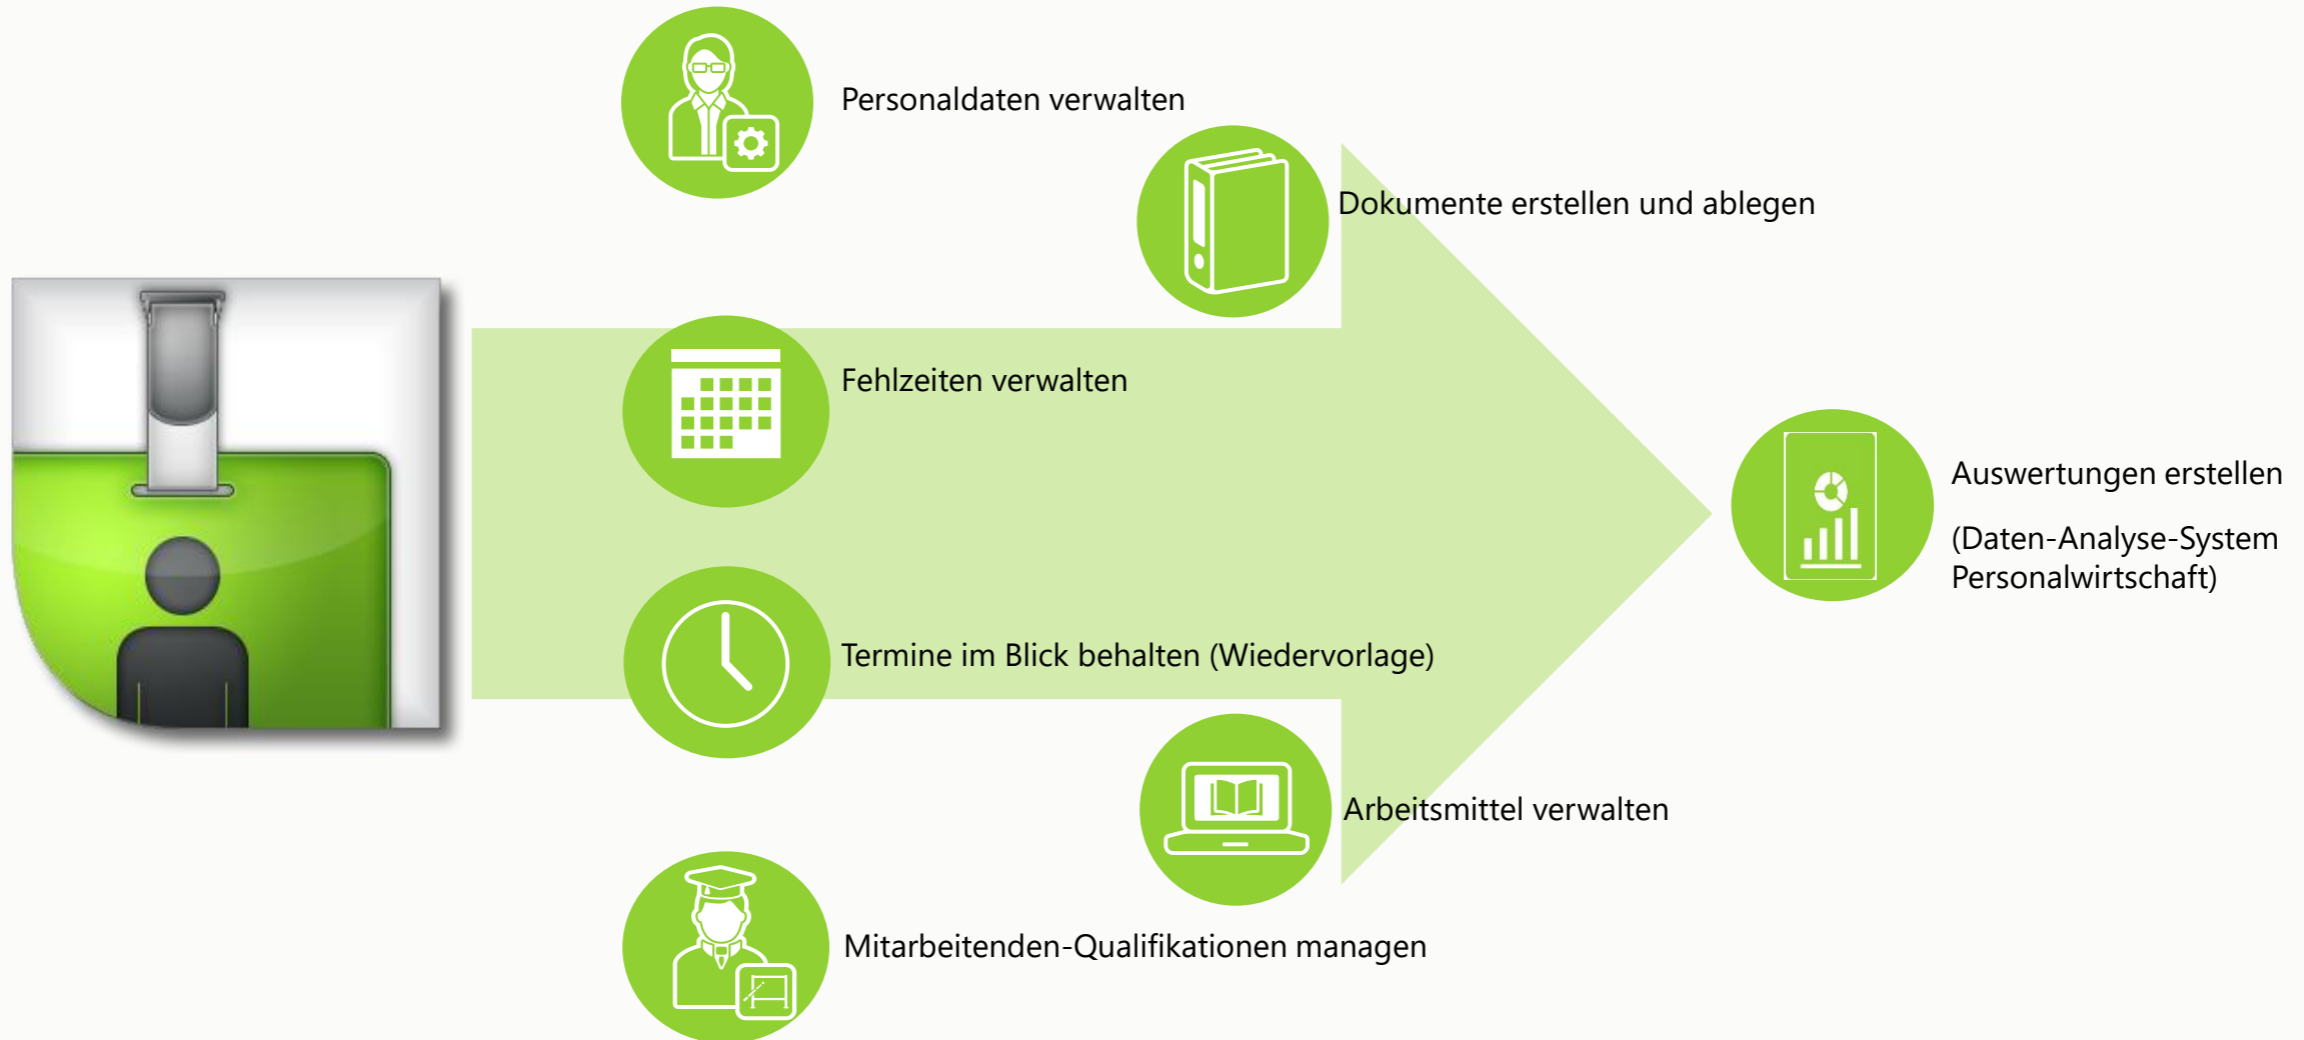 Personaldaten verwalten
Dokumente erstellen und ablegen
Fehlzeiten verwalten
Auswertungen erstellen
(Daten-Analyse-System
Personalwirtschaft)
Termine im Blick behalten (Wiedervorlage)
Arbeitsmittel verwalten
Mitarbeitenden-Qualifikationen managen